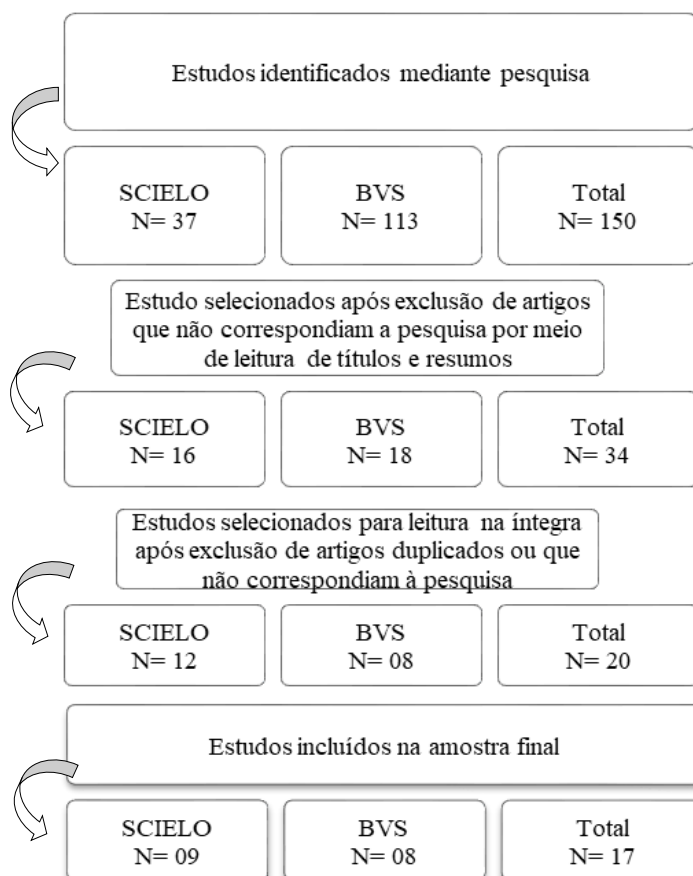 Estudos identificados mediante pesquisa
SCIELO
N= 37
BVS
N= 113
Total
N= 150
Estudo selecionados após exclusão de artigos
que não correspondiam a pesquisa por meio
de leitura de títulos e resumos
SCIELO
N= 16
BVS
N= 18
Total
N= 34
Estudos selecionados para leitura na íntegra
após exclusão de artigos duplicados ou que
não correspondiam à pesquisa
SCIELO
N= 12
BVS
N= 08
Total
N= 20
Estudos incluídos na amostra final
SCIELO
N= 09
BVS
N= 08
Total
N= 17